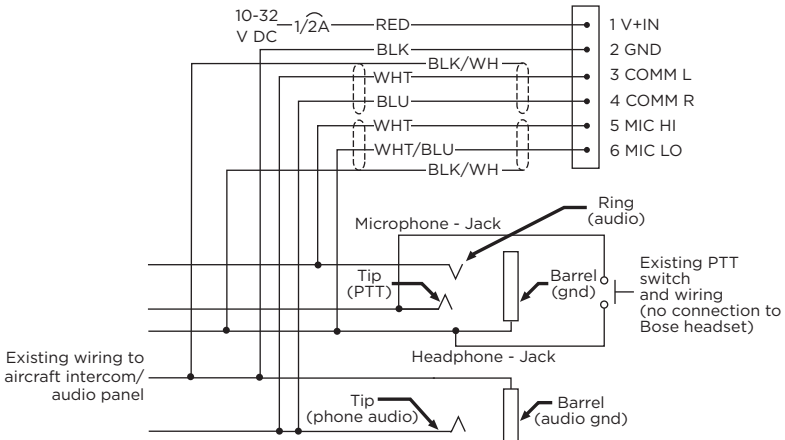 10-32
V DC
1/2A
RED
1 V+IN
BLK
2 GND
BLK/WH
WHT
3 COMM L
BLU
4 COMM R
WHT
5 MIC HI
WHT/BLU
6 MIC LO
BLK/WH
Ring
(audio)
Microphone - Jack
Tip
(PTT)
Barrel
(gnd)
Existing PTT
switch
and wiring
(no connection to
Bose headset)
Headphone - Jack
Existing wiring to
aircraft intercom/
audio panel
Tip
(phone audio)
Barrel
(audio gnd)